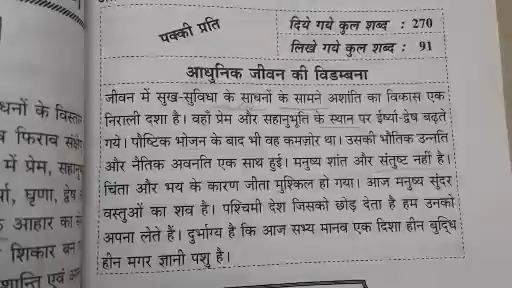 पक्की प्रति
दिये गये कुल शब्द : 270
लिखे गये कुल शब्द : 91
आधुनिक जीवन की विडम्बना
जीवन में सुख-सुविधा के साधनों के सामने अशांति का विकास एक
निराली दशा है। वहाँ प्रेम और सहानुभूति के स्थान पर ईर्ष्या-द्वेष बढ़ते
गये। पौष्टिक भोजन के बाद भी वह कमज़ोर था। उसकी भौतिक उन्नति
और नैतिक अवनति एक साथ हुई। मनुष्य शांत और संतुष्ट नहीं है।
चिंता और भय के कारण जीता मुश्किल हो गया। आज मनुष्य सुंदर
वस्तुओं का शव है। पश्चिमी देश जिसको छोड़ देता है हम उनको
अपना लेते हैं। दुर्भाग्य है कि आज सभ्य मानव एक दिशा हीन बुद्धि
हीन मगर ज्ञानी पशु है।
धनों के
फिराव
में प्रेम,
घृणा, द्वेष
आहार का
शिकार बन
शान्ति एवं